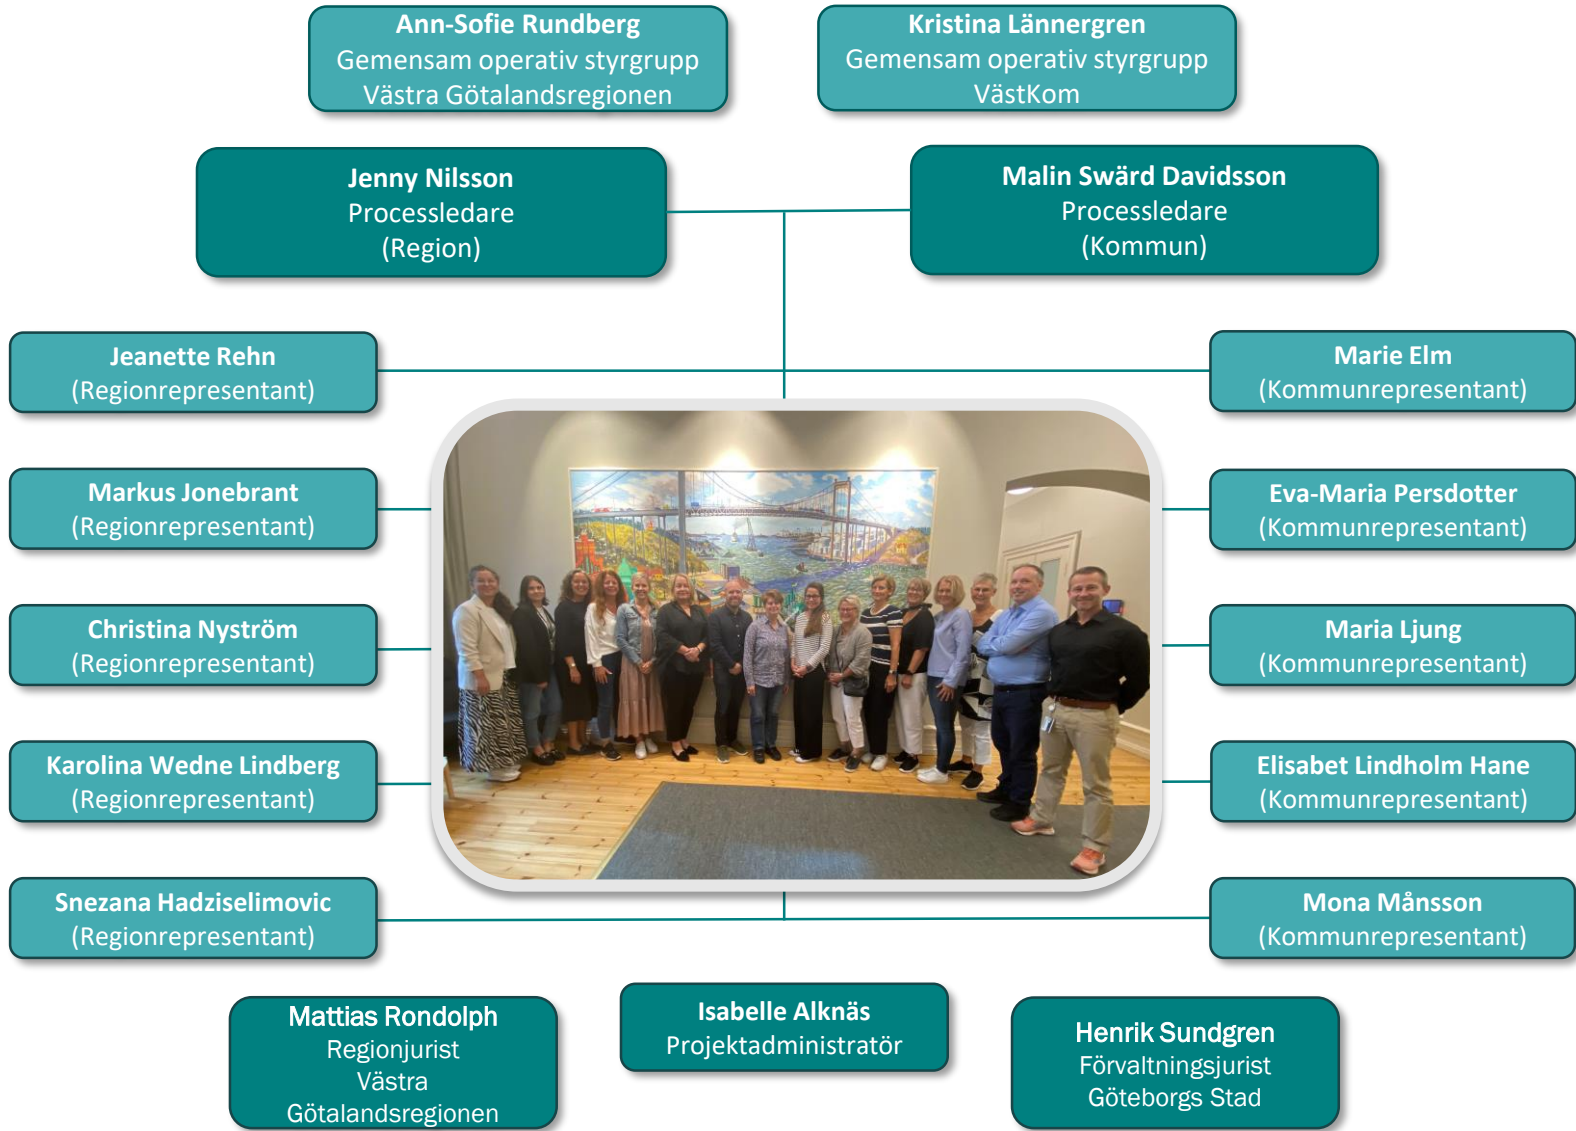 Ann-Sofie Rundberg
Gemensam operativ styrgrupp
Västra Götalandsregionen
Kristina Lännergren
Gemensam operativ styrgrupp
VästKom
Jenny Nilsson
Processledare
(Region)
Malin Swärd Davidsson
Processledare
(Kommun)
Jeanette Rehn
(Regionrepresentant)
Marie Elm
(Kommunrepresentant)
Markus Jonebrant
(Regionrepresentant)
Eva-Maria Persdotter
(Kommunrepresentant)
Christina Nyström
(Regionrepresentant)
Maria Ljung
(Kommunrepresentant)
Karolina Wedne Lindberg
(Regionrepresentant)
Elisabet Lindholm Hane
(Kommunrepresentant)
Snezana Hadziselimovic
(Regionrepresentant)
Mona Månsson
(Kommunrepresentant)
Mattias Rondolph
Regionjurist
Västra
Götalandsregionen
Isabelle Alknäs
Projektadministratör
Henrik Sundgren
Förvaltningsjurist
Göteborgs Stad